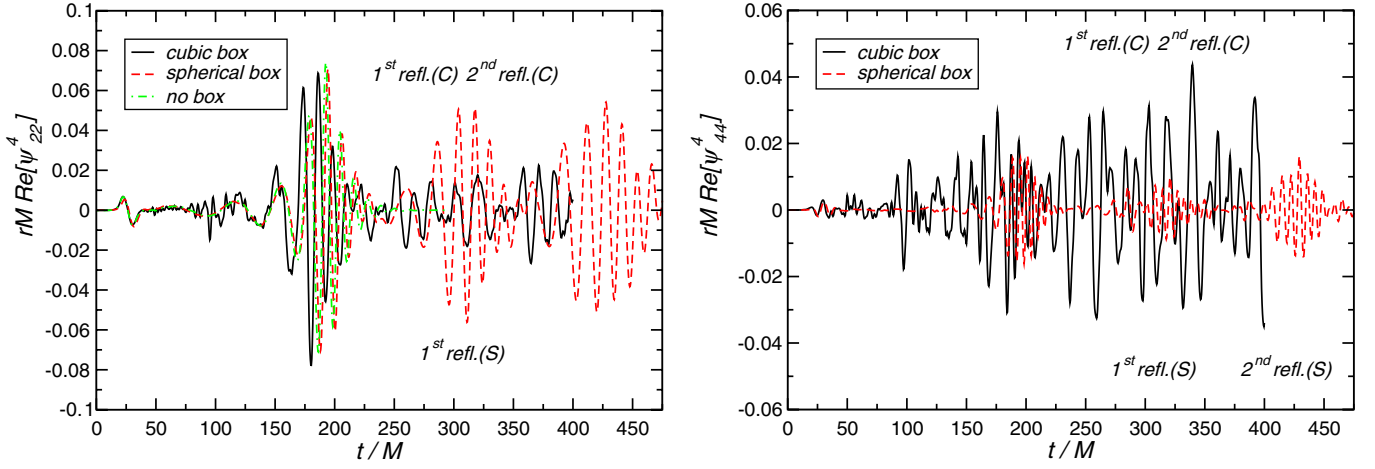 0.1
0.08
0.06
0.04
0.02
0
-0.02
-0.04
-0.06
-0.08
-0.1
rM Re[ψ⁴₂₂]
cubic box
spherical box
no box
1ˢᵗ refl.(C) 2ⁿᵈ refl.(C)
1ˢᵗ refl.(S)
0 50 100 150 200 250 300 350 400 450
t / M
0.06
0.04
0.02
0
-0.02
-0.04
-0.06
rM Re[ψ⁴₄₄]
cubic box
spherical box
1ˢᵗ refl.(C) 2ⁿᵈ refl.(C)
1ˢᵗ refl.(S) 2ⁿᵈ refl.(S)
0 50 100 150 200 250 300 350 400 450
t / M